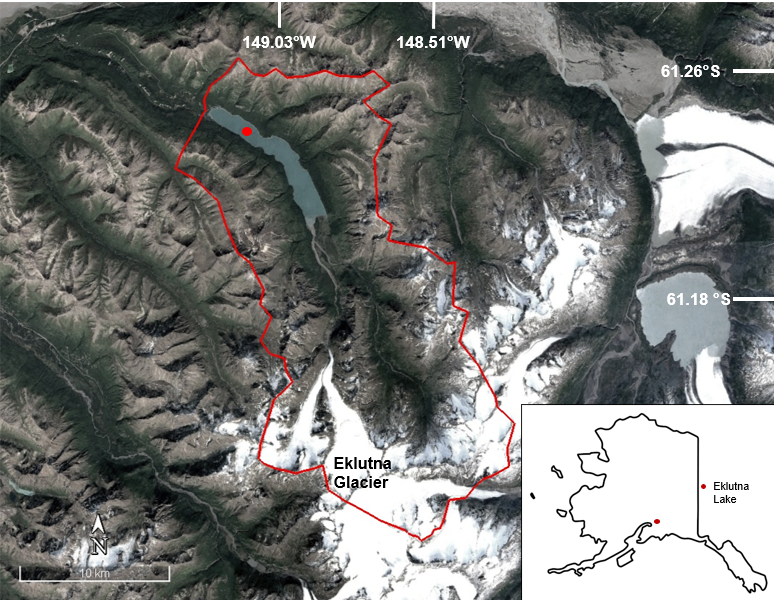 149.03°W
148.51°W
61.26°S
61.18 °S
Eklutna
Glacier
Eklutna
Lake
N
10 km